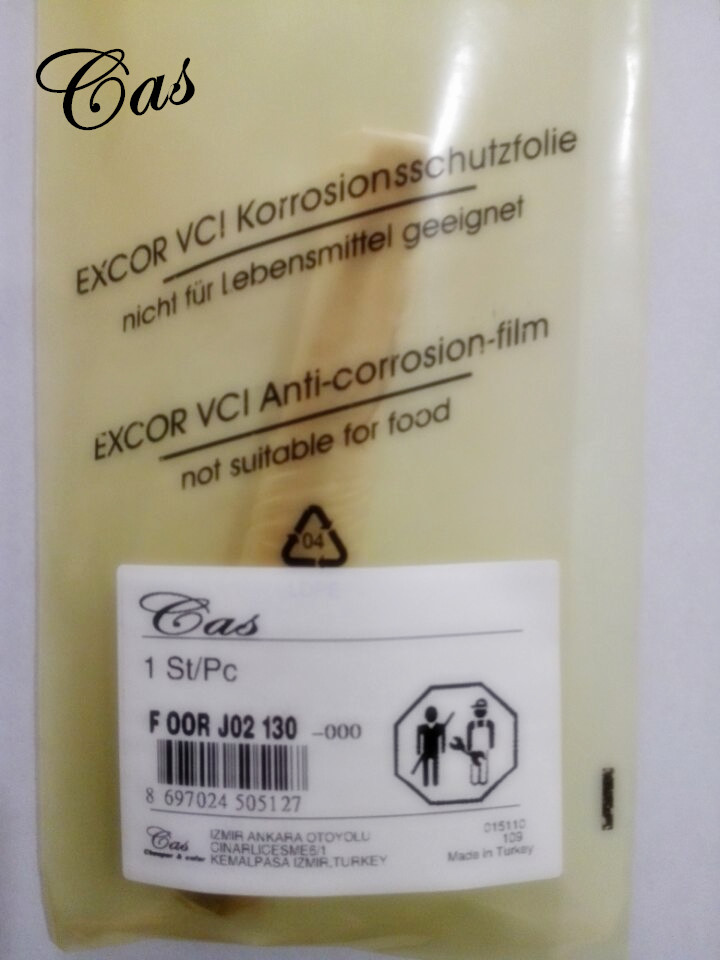 Cas
EXCOR VCI Korrosionsschutzfolie
nicht für Lebensmittel geeignet
EXCOR VCI Anti-corrosion-film
not suitable for food
04
Cas
1 St/Pc
F 00R J02 130 -000
8 697024 505127
Cas
IZMIR ANKARA OTOYOLU
CINARLICESME6/1
KEMALPASA IZMIR.TURKEY
015110
109
Made in Turkey